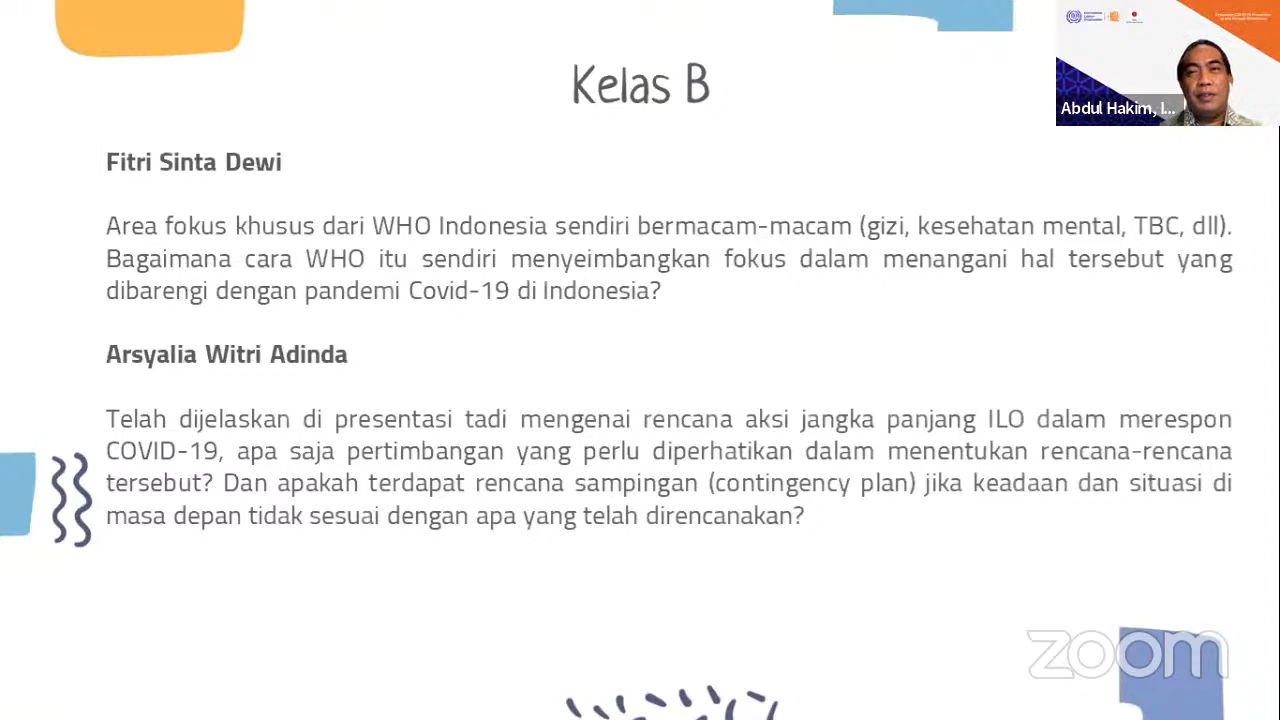 Kelas B
Abdul Hakim, I...
Fitri Sinta Dewi
Area fokus khusus dari WHO Indonesia sendiri bermacam-macam (gizi, kesehatan mental, TBC, dll).
Bagaimana cara WHO itu sendiri menyeimbangkan fokus dalam menangani hal tersebut yang
dibarengi dengan pandemi Covid-19 di Indonesia?
Arsyalia Witri Adinda
Telah dijelaskan di presentasi tadi mengenai rencana aksi jangka panjang ILO dalam merespon
COVID-19, apa saja pertimbangan yang perlu diperhatikan dalam menentukan rencana-rencana
tersebut? Dan apakah terdapat rencana sampingan (contingency plan) jika keadaan dan situasi di
masa depan tidak sesuai dengan apa yang telah direncanakan?
zoom